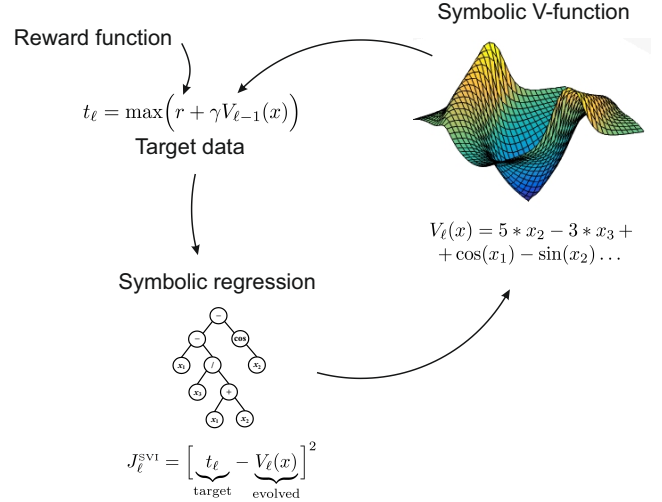 Symbolic V-function
Reward function
t_ℓ = max(r + γV_{ℓ−1}(x))
Target data
V_ℓ(x) = 5 * x_2 − 3 * x_3 +
+ cos(x_1) − sin(x_2) ...
Symbolic regression
−
− cos
x_1 / x_2
x_3 +
x_1 x_2
J_ℓ^{SVI} = [t_ℓ − V_ℓ(x)]^2
target evolved